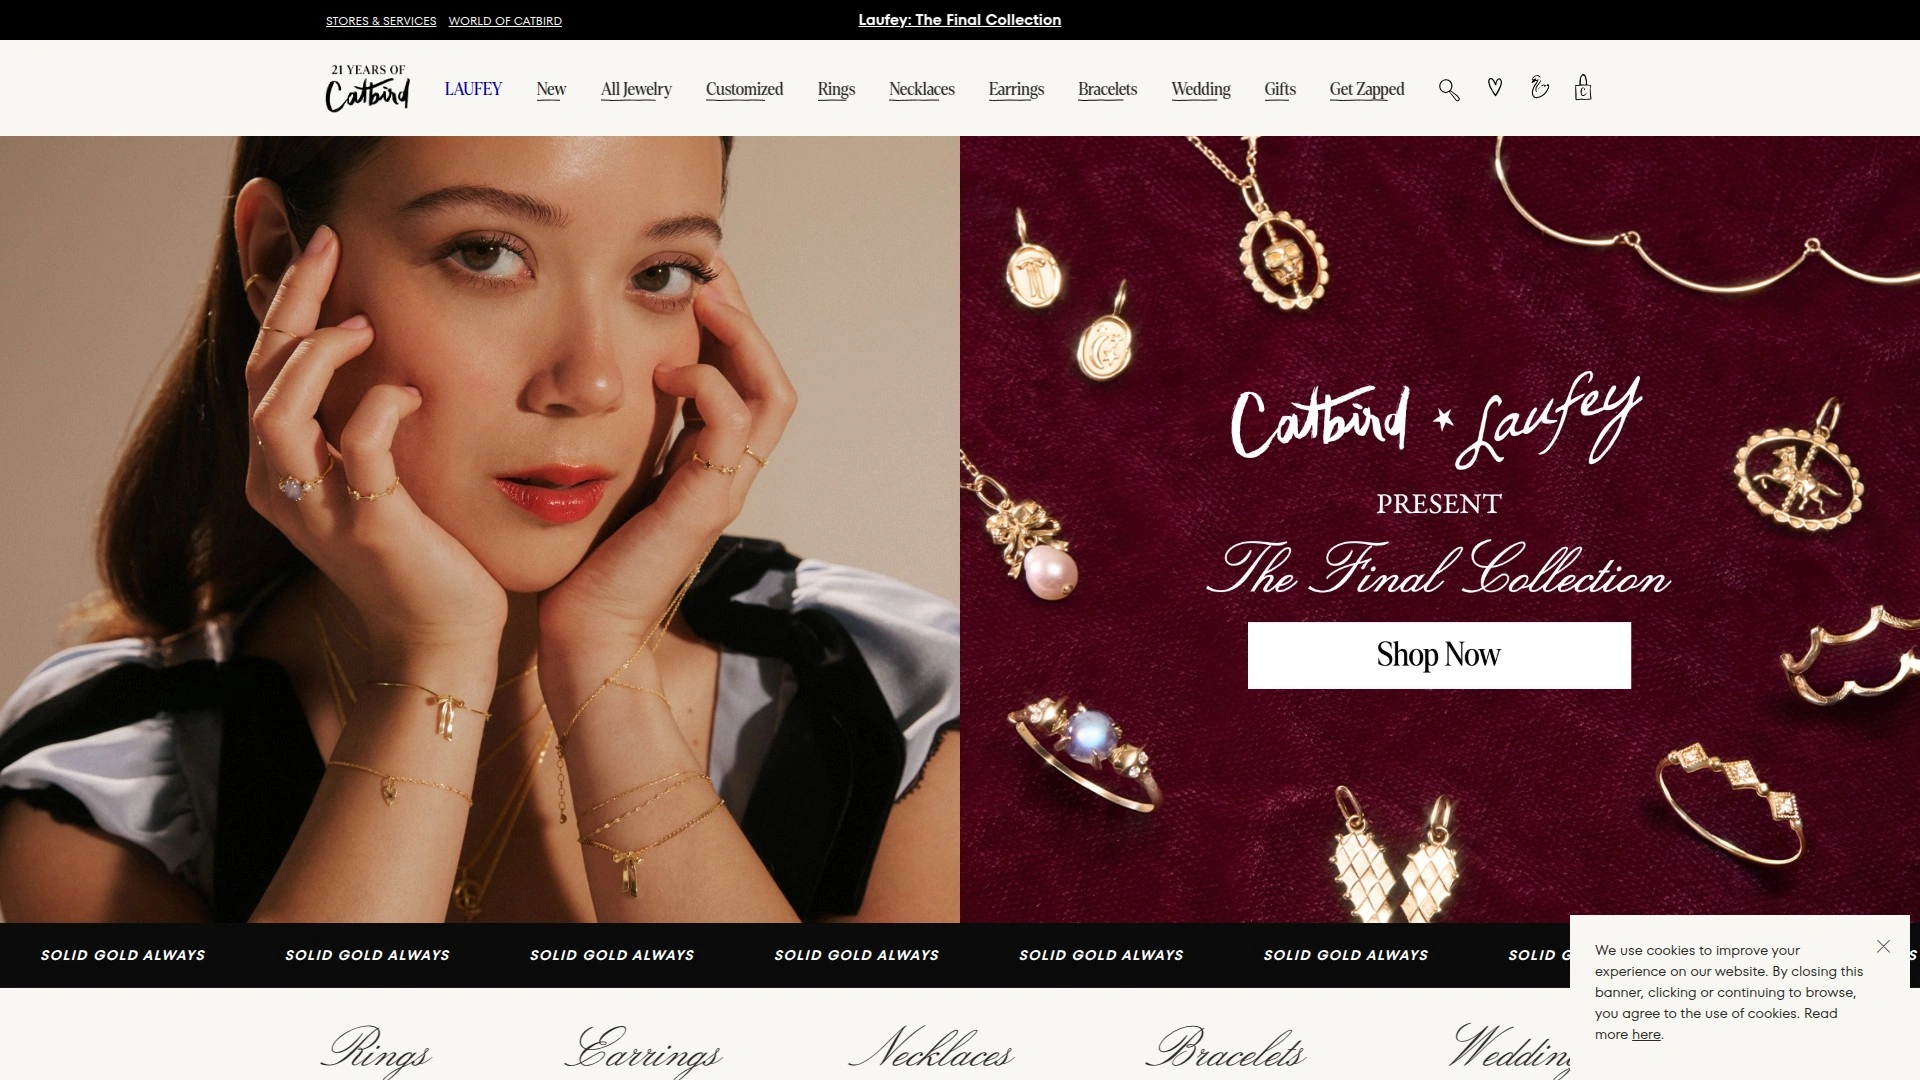 STORES & SERVICES WORLD OF CATBIRD Laufey: The Final Collection
21 YEARS OF
Catbird
LAUFEY New All Jewelry Customized Rings Necklaces Earrings Bracelets Wedding Gifts Get Zapped
Catbird ★ Laufey
PRESENT
The Final Collection
Shop Now
SOLID GOLD ALWAYS SOLID GOLD ALWAYS SOLID GOLD ALWAYS SOLID GOLD ALWAYS SOLID GOLD ALWAYS SOLID GOLD ALWAYS SOLID G
We use cookies to improve your
experience on our website. By closing this
banner, clicking or continuing to browse,
you agree to the use of cookies. Read
more here.
Rings Earrings Necklaces Bracelets Wedding